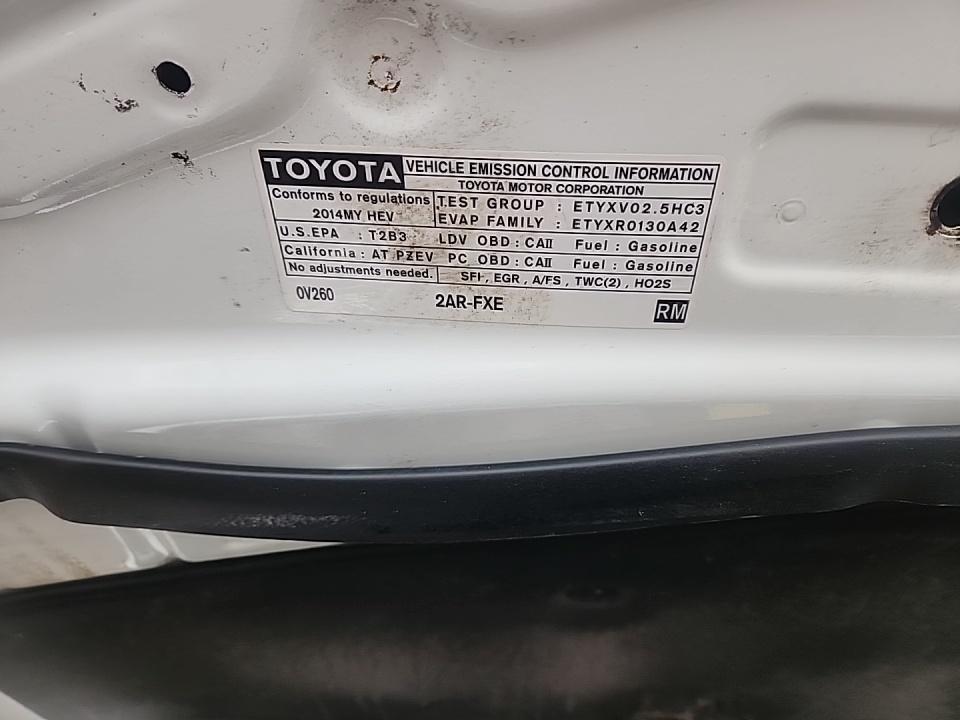 TOYOTA VEHICLE EMISSION CONTROL INFORMATION
TOYOTA MOTOR CORPORATION
Conforms to regulations TEST GROUP : ETYXV02.5HC3
2014MY HEV EVAP FAMILY : ETYXR0130A42
U.S.EPA : T2B3 LDV OBD : CAⅡ Fuel : Gasoline
California : AT PZEV PC OBD : CAⅡ Fuel : Gasoline
No adjustments needed. SFI , EGR , A/FS , TWC(2) , HO2S
0V260 2AR-FXE RM